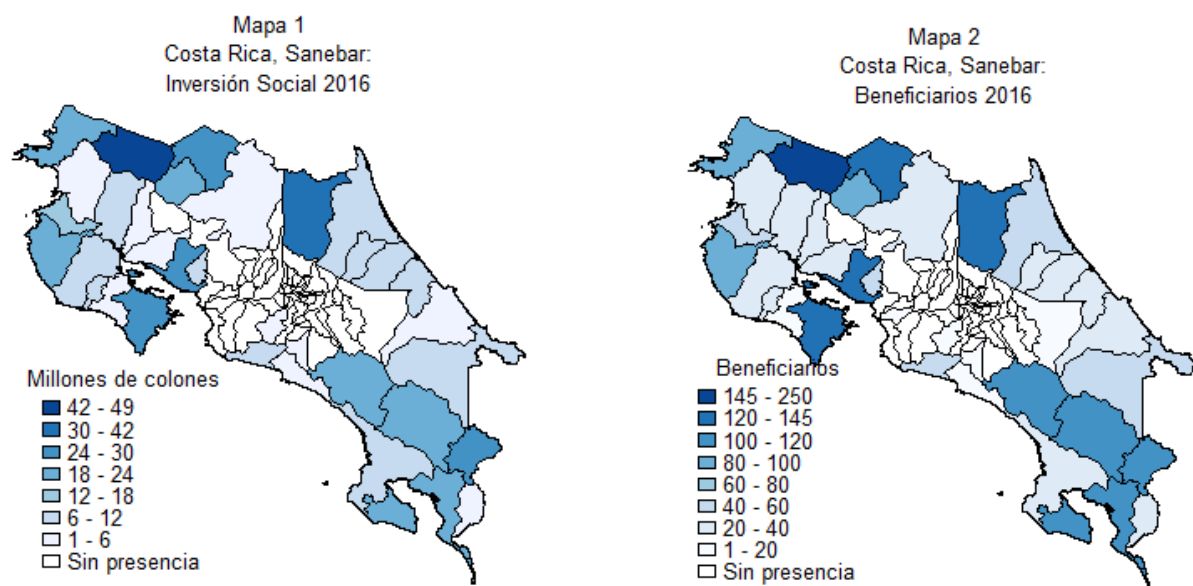 Mapa 1
Costa Rica, Sanebar:
Inversión Social 2016
Millones de colones
42 - 49
30 - 42
24 - 30
18 - 24
12 - 18
6 - 12
1 - 6
Sin presencia
Mapa 2
Costa Rica, Sanebar:
Beneficiarios 2016
Beneficiarios
145 - 250
120 - 145
100 - 120
80 - 100
60 - 80
40 - 60
20 - 40
1 - 20
Sin presencia